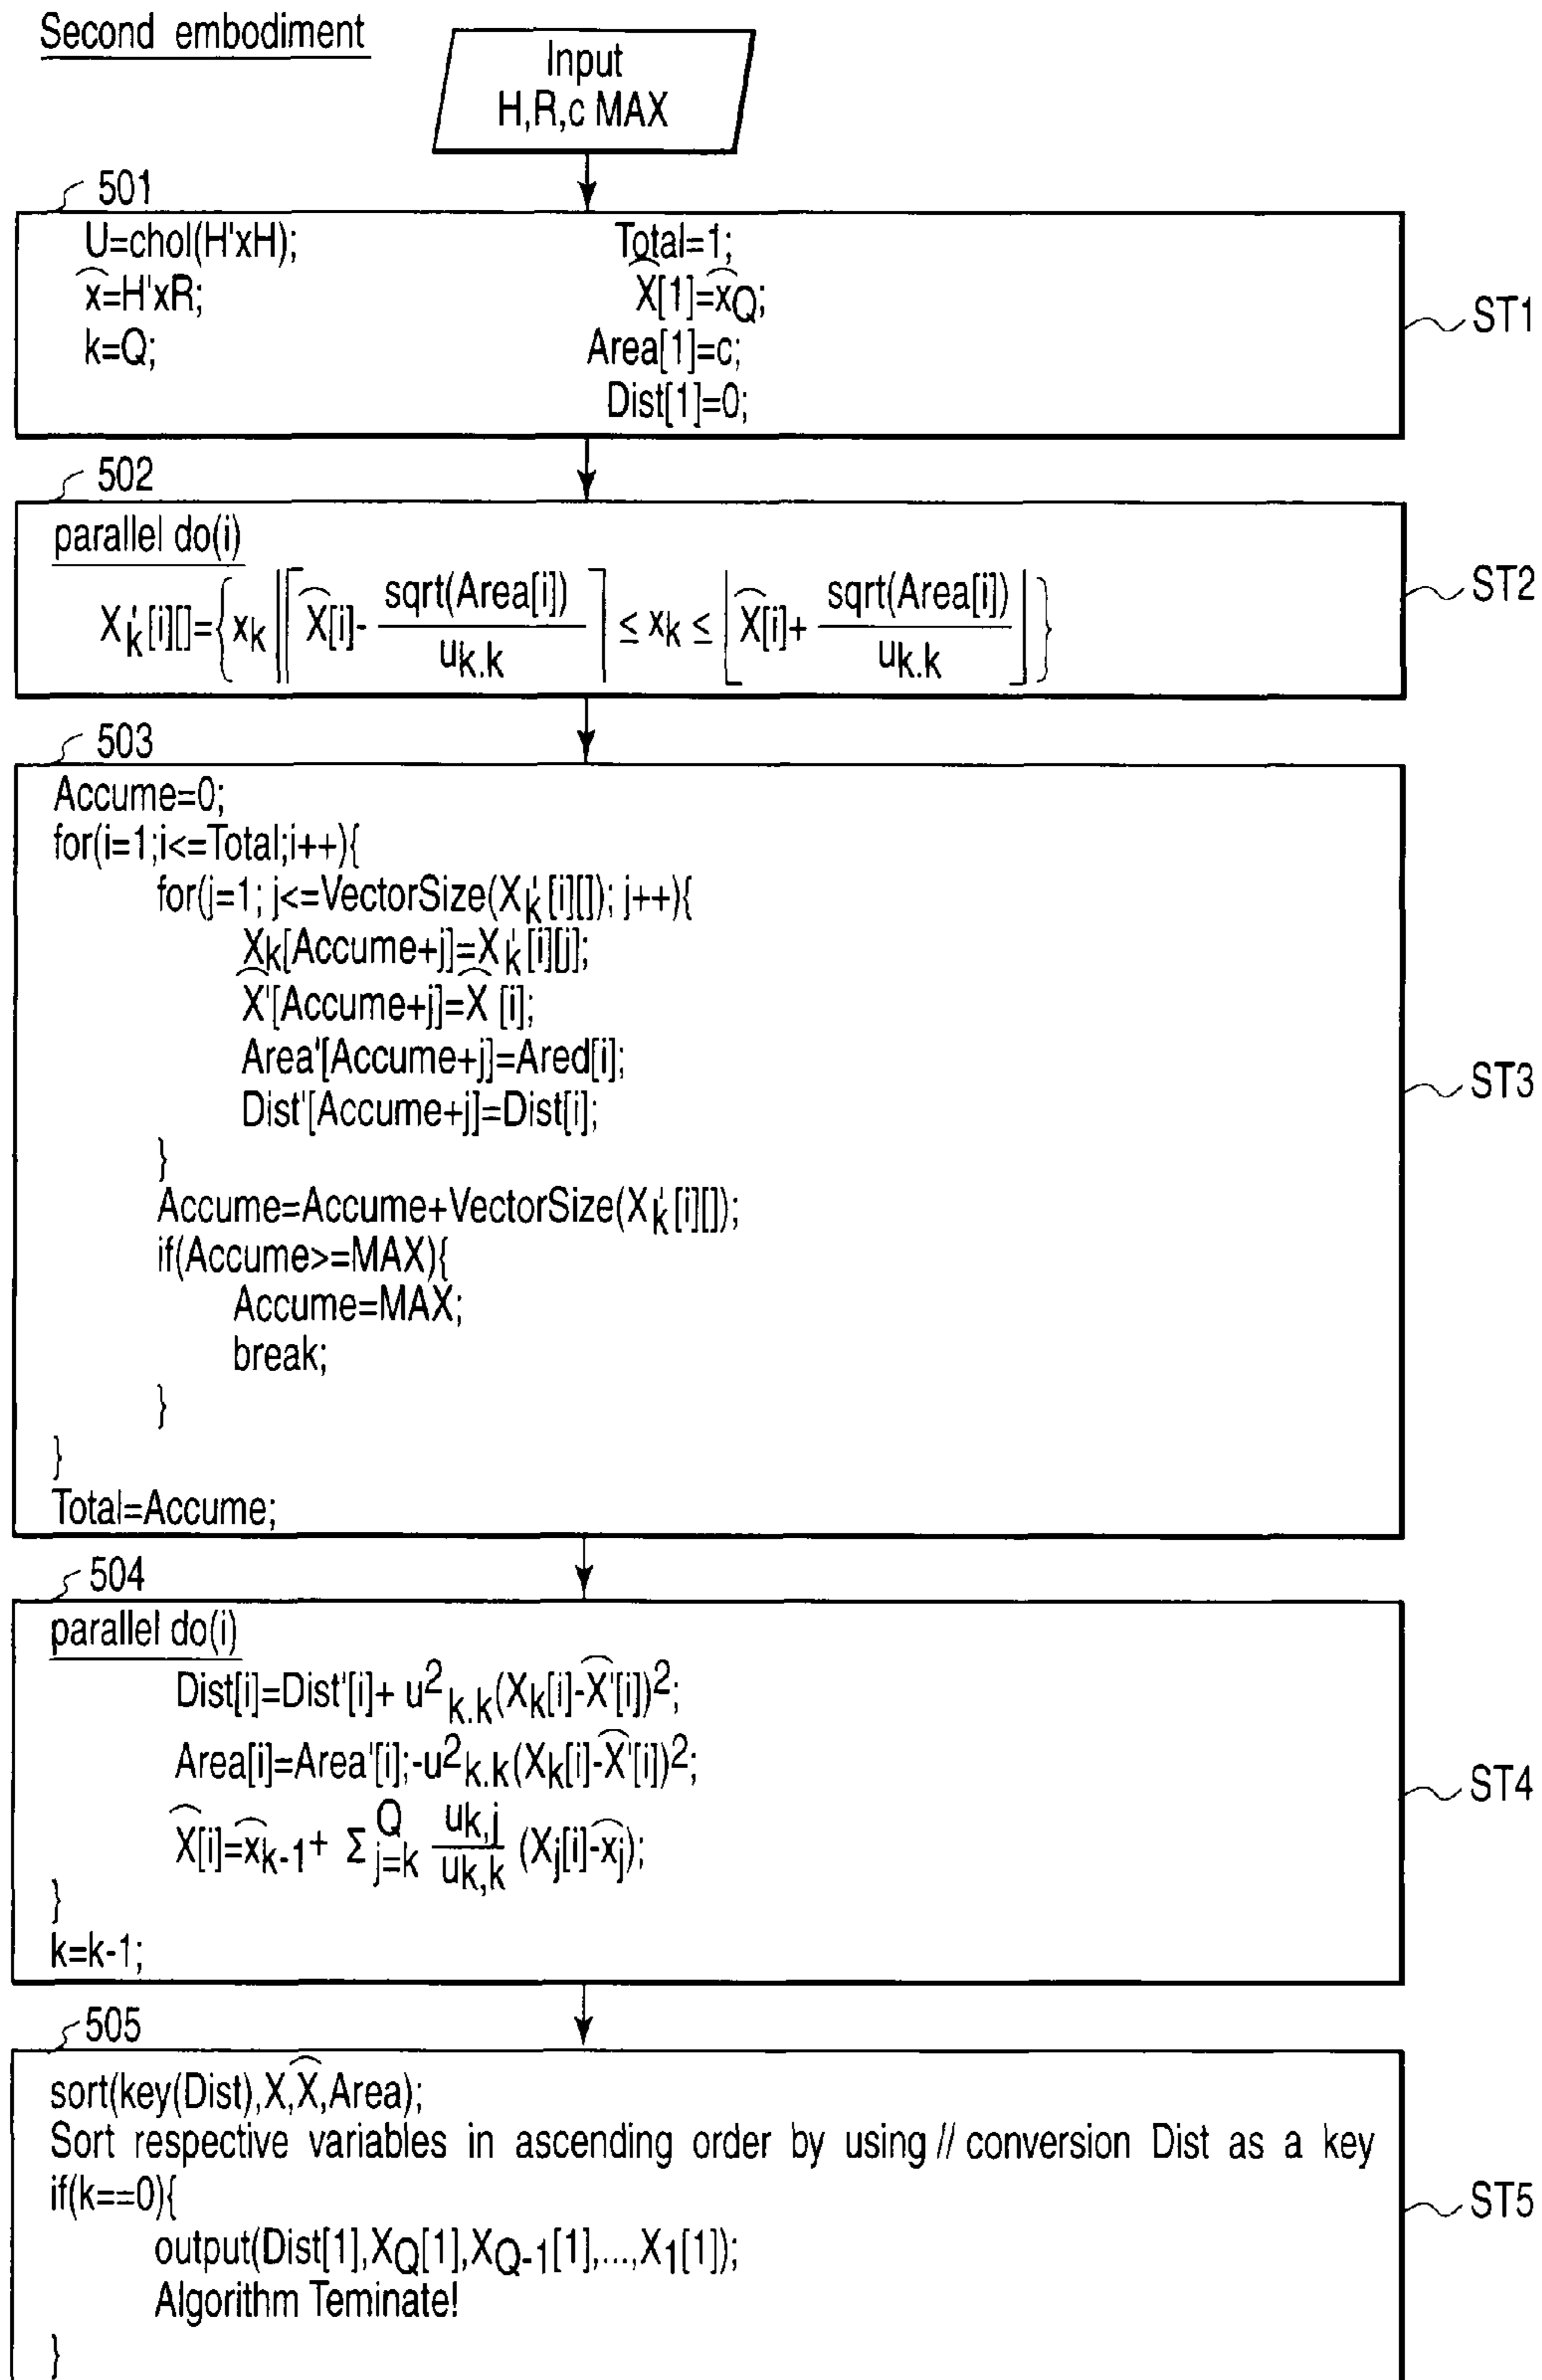 Second embodiment
Input
H,R,c MAX
501
U=chol(H'xH); Total=1;
x̂=H'xR; X̂[1]=x̂Q;
k=Q; Area[1]=c;
Dist[1]=0;
ST1
502
parallel do(i)
X'k[i][]={xk|⌈X̂[i]-sqrt(Area[i])/uk.k⌉≤xk≤⌊X̂[i]+sqrt(Area[i])/uk.k⌋}
ST2
503
Accume=0;
for(i=1;i<=Total;i++){
for(j=1; j<=VectorSize(X'k[i][]); j++){
Xk[Accume+j]=X'k[i][j];
X̂'[Accume+j]=X̂ [i];
Area'[Accume+j]=Ared[i];
Dist'[Accume+j]=Dist[i];
}
Accume=Accume+VectorSize(X'k[i][]);
if(Accume>=MAX){
Accume=MAX;
break;
}
}
Total=Accume;
ST3
504
parallel do(i)
Dist[i]=Dist'[i]+ u²k.k(Xk[i]-X̂'[i])²;
Area[i]=Area'[i];-u²k.k(Xk[i]-X̂'[i])²;
X̂[i]=x̂k-1+ Σ Q j=k uk,j/uk,k (Xj[i]-x̂j);
}
k=k-1;
ST4
505
sort(key(Dist),X,X̂,Area);
Sort respective variables in ascending order by using // conversion Dist as a key
if(k==0){
output(Dist[1],XQ[1],XQ-1[1],...,X1[1]);
Algorithm Teminate!
}
ST5